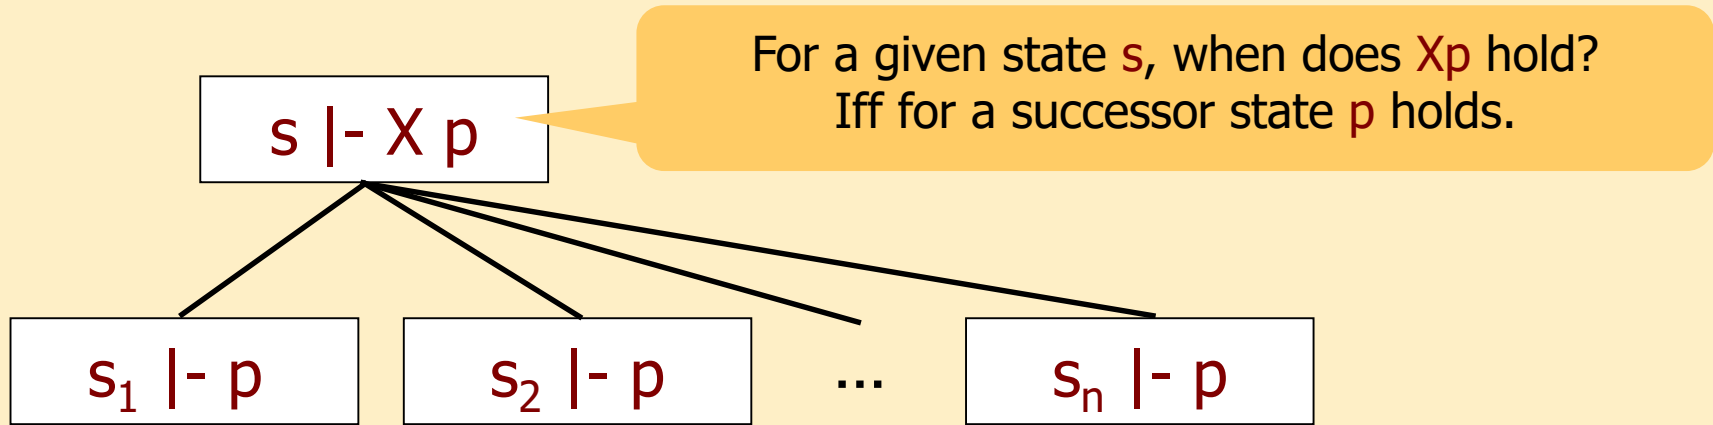 For a given state s, when does Xp hold?
Iff for a successor state p holds.
s |- X p
s₁ |- p
s₂ |- p
...
sₙ |- p